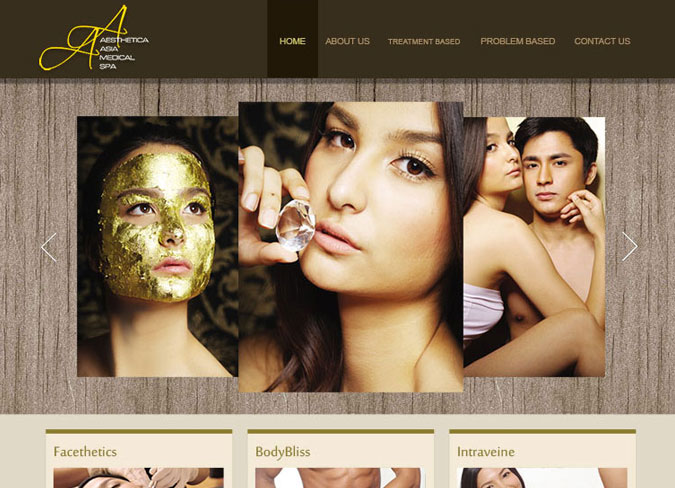 AESTHETICA
ASIA
MEDICAL
SPA
HOME
ABOUT US
TREATMENT BASED
PROBLEM BASED
CONTACT US
Facethetics
BodyBliss
Intraveine